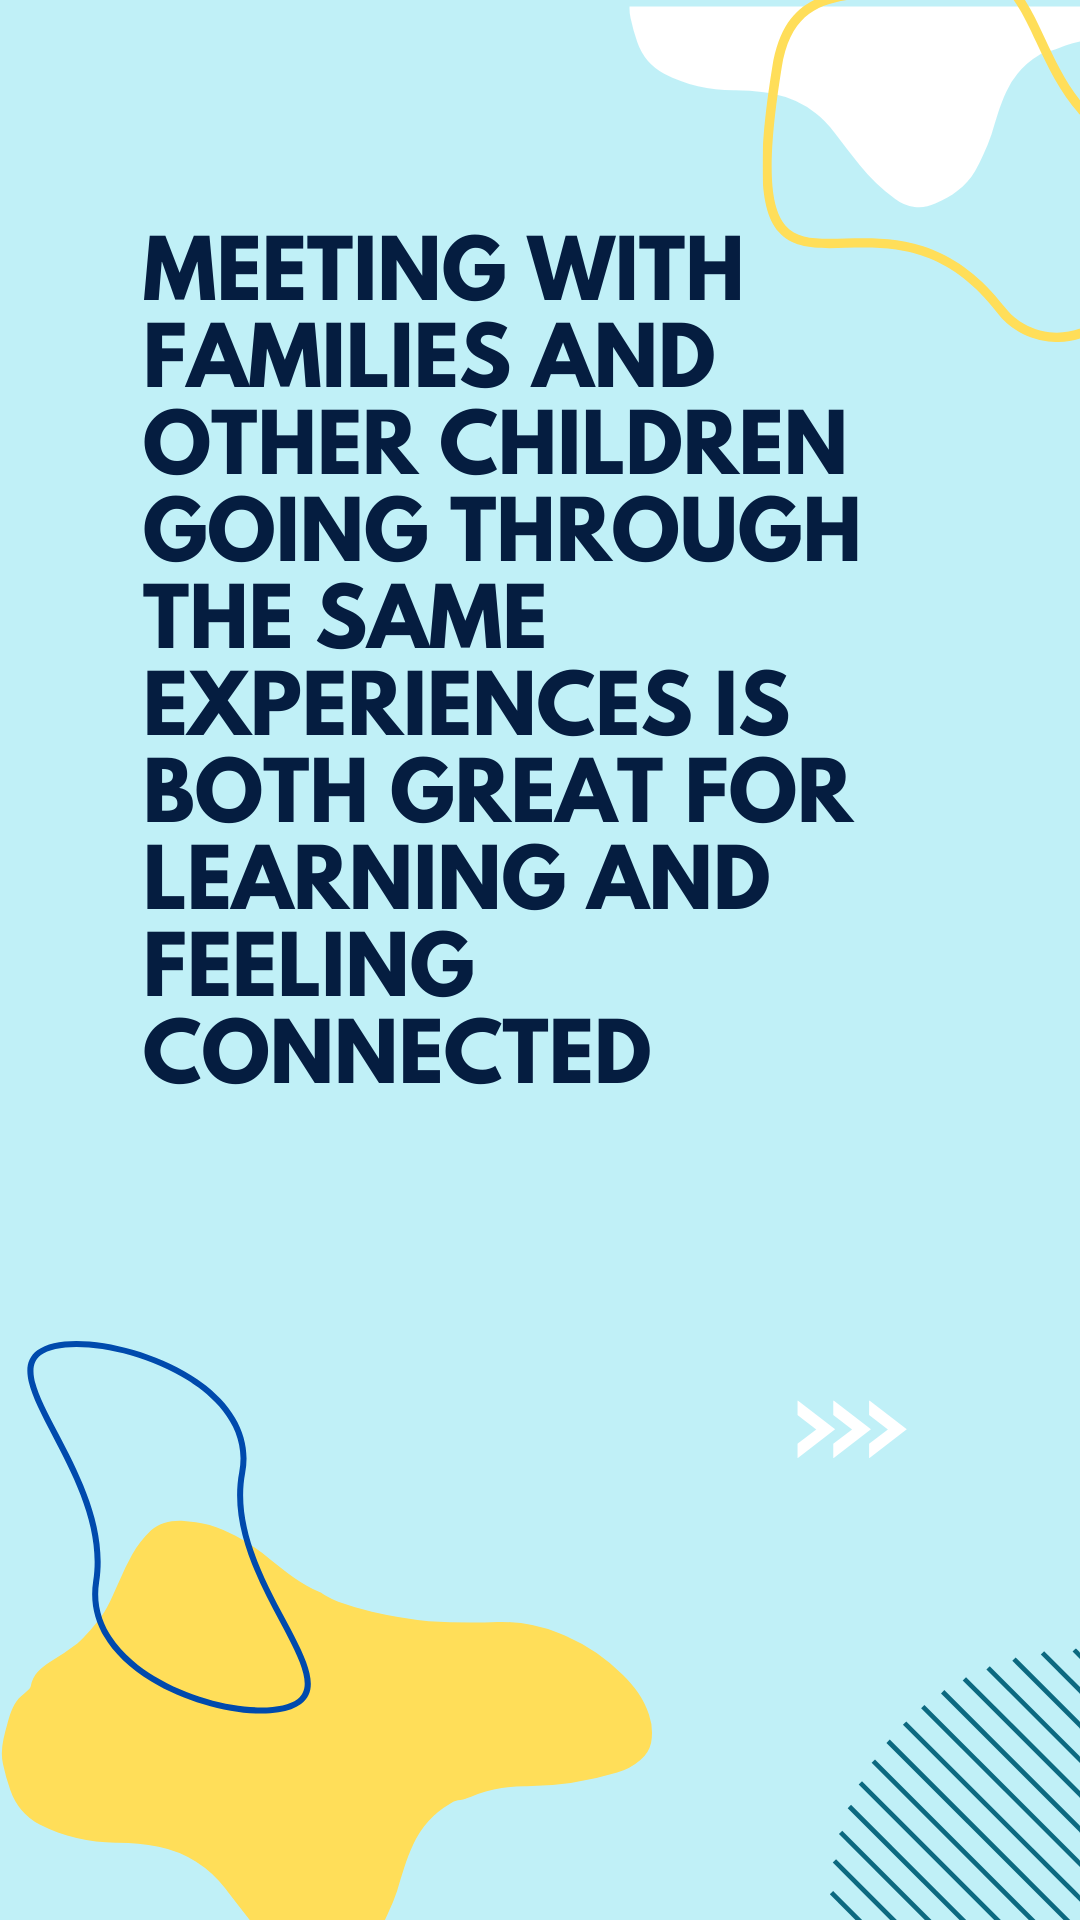 MEETING WITH
FAMILIES AND
OTHER CHILDREN
GOING THROUGH
THE SAME
EXPERIENCES IS
BOTH GREAT FOR
LEARNING AND
FEELING
CONNECTED